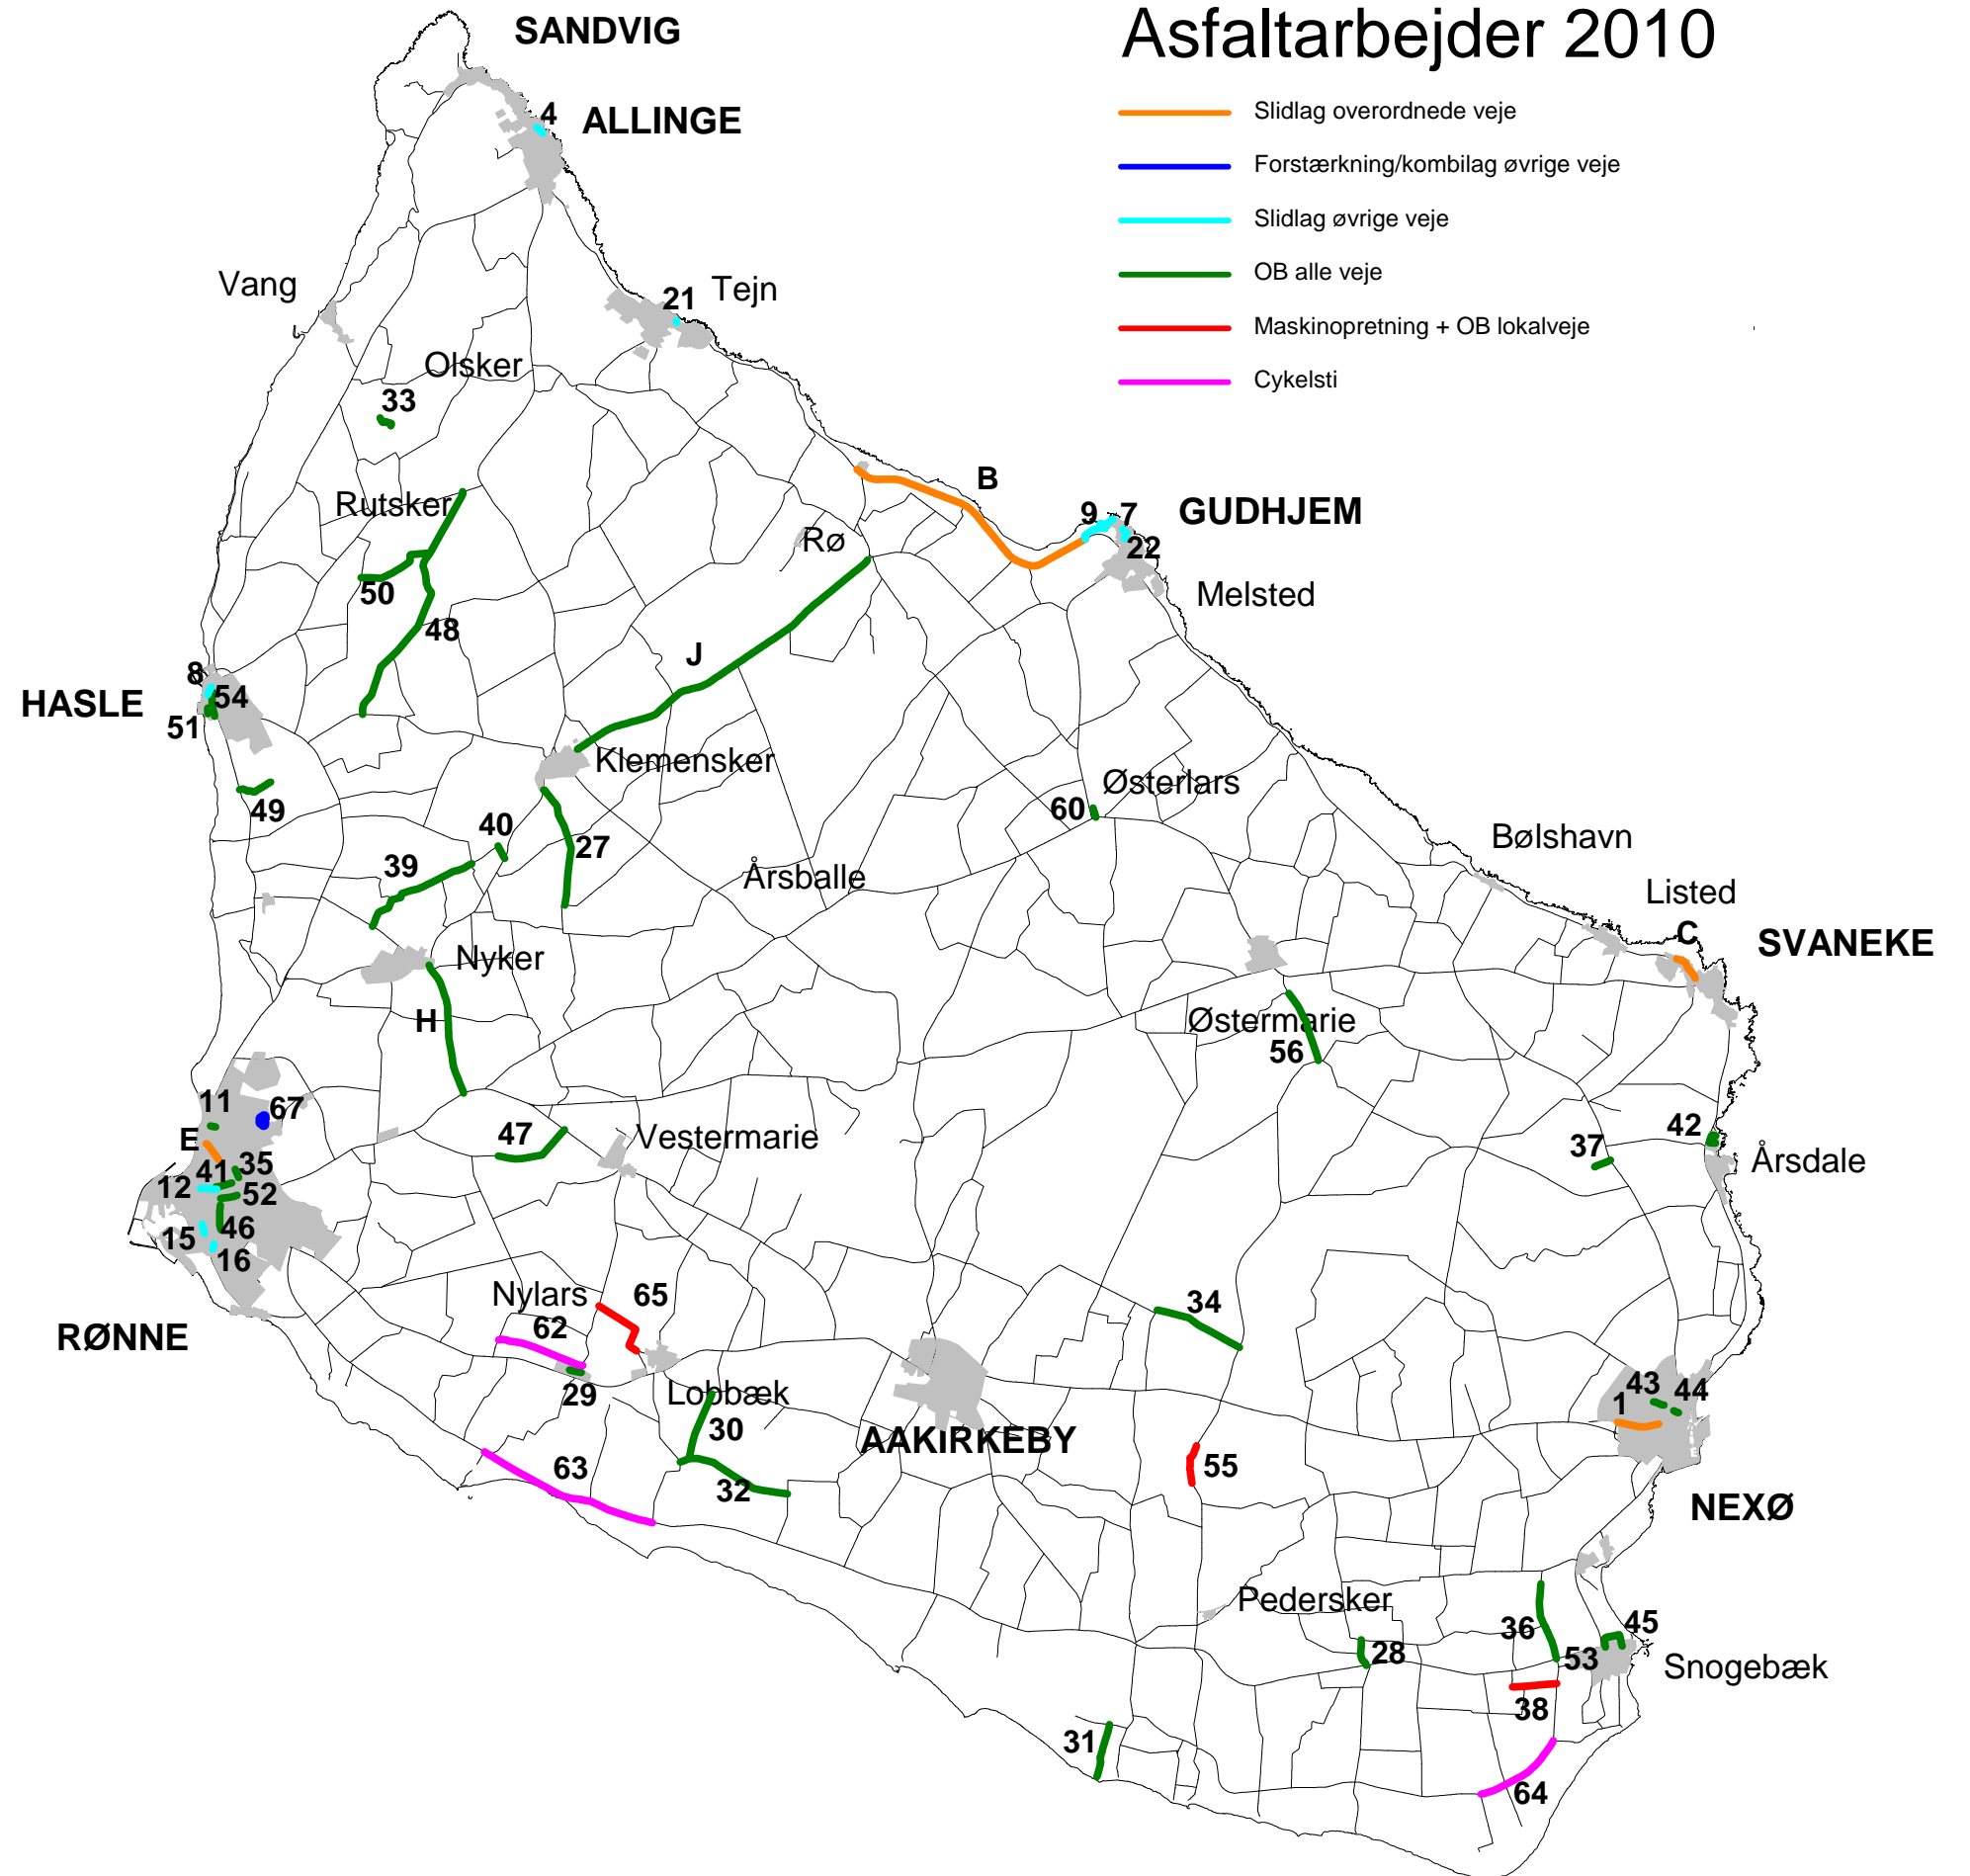 Asfaltarbejder 2010
Slidlag overordnede veje
Forstærkning/kombilag øvrige veje
Slidlag øvrige veje
OB alle veje
Maskinopretning + OB lokalveje
Cykelsti
SANDVIG
4
ALLINGE
Vang
21
Tejn
Olsker
33
B
Rutsker
9
7
GUDHJEM
Rø
22
50
Melsted
48
J
8
54
HASLE
51
Klemensker
Østerlars
49
60
40
27
Bølshavn
39
Årsballe
Listed
C
SVANEKE
Nyker
H
Østermarie
56
11
67
E
47
Vestermarie
42
37
Årsdale
41
35
12
52
46
15
16
Nylars
65
34
RØNNE
62
29
Lobbæk
43
44
1
30
AAKIRKEBY
63
55
32
NEXØ
Pedersker
36
45
28
53
Snogebæk
38
31
64